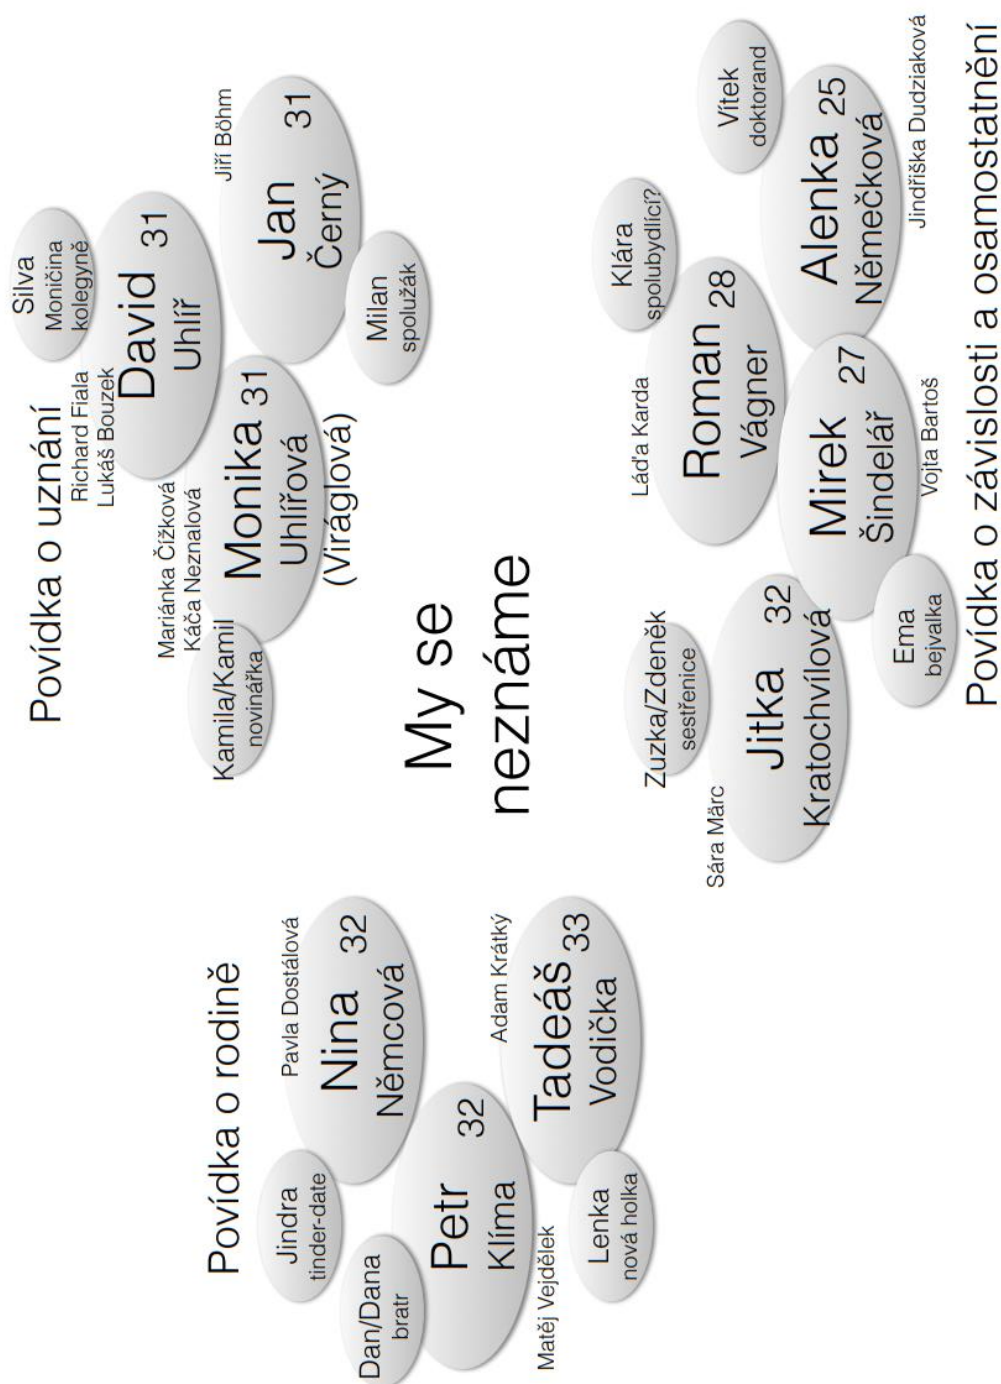 Povídka o uznání
Silva
Moničina
kolegyně
Richard Fiala
Lukáš Bouzek
David 31
Uhlíř
Mariánka Čížková
Káča Neznalová
Jiří Böhm
Kamila/Kamil
novinářka
Monika 31
Uhlířová
(Viráglová)
Jan 31
Černý
Milan
spolužák
Povídka o rodině
Jindra
tinder-date
Pavla Dostálová
Nina 32
Němcová
Dan/Dana
bratr
Petr 32
Klíma
Matěj Vejdělek
Adam Krátký
Tadeáš 33
Vodička
Lenka
nová holka
My se
neznáme
Zuzka/Zdeněk
sestřenice
Láďa Karda
Klára
spolubydlící?
Vítek
doktorand
Sára Märc
Jitka 32
Kratochvílová
Roman 28
Vágner
Mirek 27
Šindelář
Alenka 25
Němečková
Ema
bejvalka
Vojta Bartoš
Jindřiška Dudziaková
Povídka o závislosti a osamostatnění